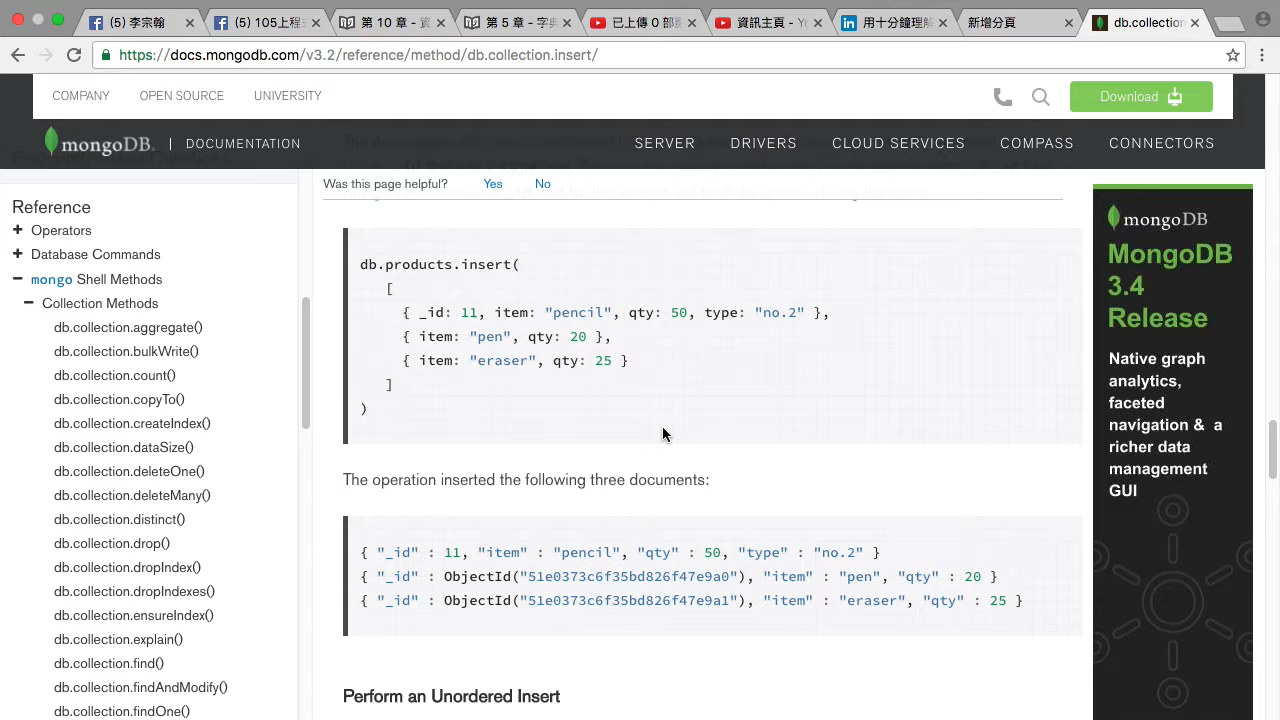 (5) 李宗翰
(5) 105上程式
第 10 章 - 資
第 5 章 - 字典
已上傳 0 部
資訊主頁 - Yo
用十分鐘理解
新增分頁
db.collection
https://docs.mongodb.com/v3.2/reference/method/db.collection.insert/
COMPANY OPEN SOURCE UNIVERSITY
Download
mongoDB. | DOCUMENTATION
SERVER DRIVERS CLOUD SERVICES COMPASS CONNECTORS
Was this page helpful? Yes No
Reference
+ Operators
+ Database Commands
− mongo Shell Methods
− Collection Methods
db.collection.aggregate()
db.collection.bulkWrite()
db.collection.count()
db.collection.copyTo()
db.collection.createIndex()
db.collection.dataSize()
db.collection.deleteOne()
db.collection.deleteMany()
db.collection.distinct()
db.collection.drop()
db.collection.dropIndex()
db.collection.dropIndexes()
db.collection.ensureIndex()
db.collection.explain()
db.collection.find()
db.collection.findAndModify()
db.collection.findOne()
db.products.insert(
[
{ _id: 11, item: "pencil", qty: 50, type: "no.2" },
{ item: "pen", qty: 20 },
{ item: "eraser", qty: 25 }
]
)
The operation inserted the following three documents:
{ "_id" : 11, "item" : "pencil", "qty" : 50, "type" : "no.2" }
{ "_id" : ObjectId("51e0373c6f35bd826f47e9a0"), "item" : "pen", "qty" : 20 }
{ "_id" : ObjectId("51e0373c6f35bd826f47e9a1"), "item" : "eraser", "qty" : 25 }
Perform an Unordered Insert
mongoDB
MongoDB
3.4
Release
Native graph
analytics,
faceted
navigation & a
richer data
management
GUI